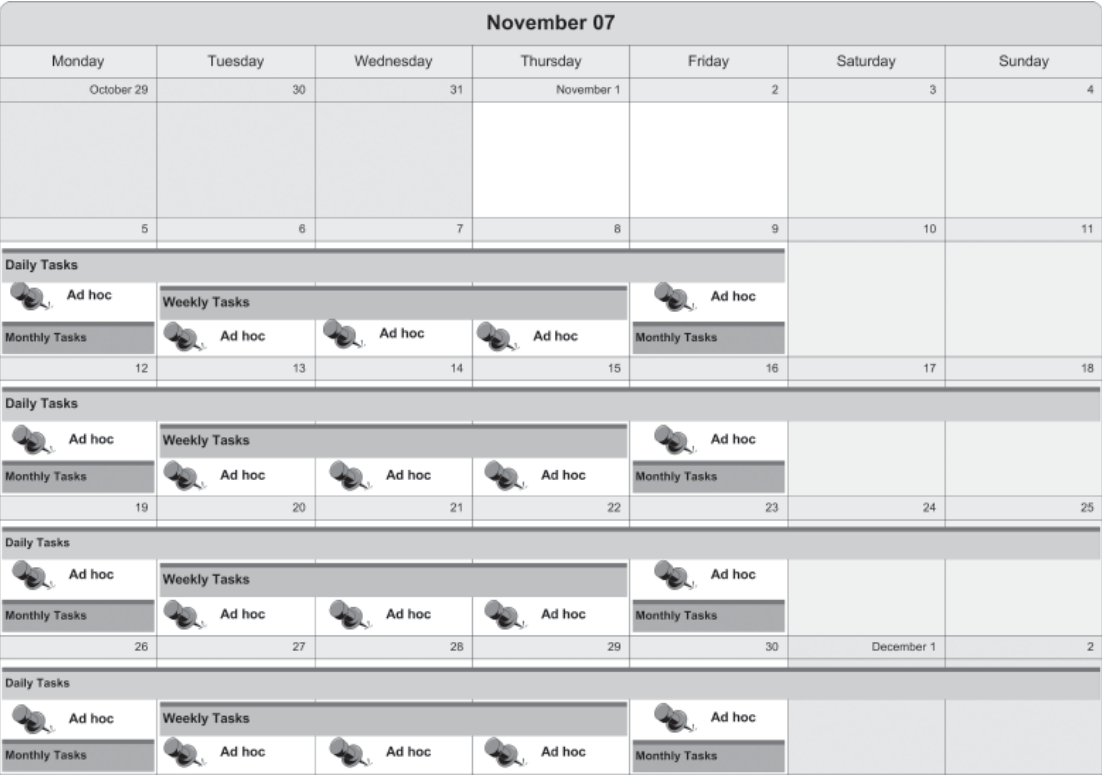 November 07
Monday Tuesday Wednesday Thursday Friday Saturday Sunday
October 29 30 31 November 1 2 3 4
5 6 7 8 9 10 11
Daily Tasks
Ad hoc Weekly Tasks Ad hoc
Monthly Tasks Ad hoc Ad hoc Ad hoc Monthly Tasks
12 13 14 15 16 17 18
Daily Tasks
Ad hoc Weekly Tasks Ad hoc
Monthly Tasks Ad hoc Ad hoc Ad hoc Monthly Tasks
19 20 21 22 23 24 25
Daily Tasks
Ad hoc Weekly Tasks Ad hoc
Monthly Tasks Ad hoc Ad hoc Ad hoc Monthly Tasks
26 27 28 29 30 December 1 2
Daily Tasks
Ad hoc Weekly Tasks Ad hoc
Monthly Tasks Ad hoc Ad hoc Ad hoc Monthly Tasks